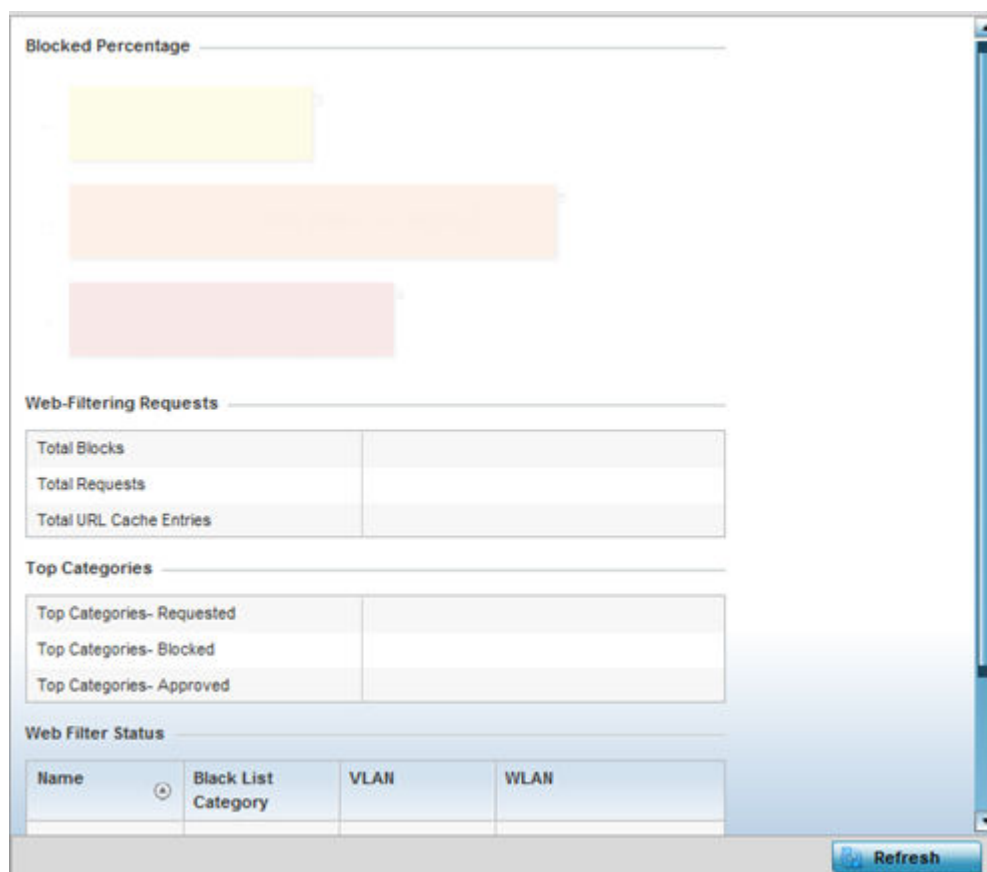 Blocked Percentage
Web-Filtering Requests
Total Blocks
Total Requests
Total URL Cache Entries
Top Categories
Top Categories- Requested
Top Categories- Blocked
Top Categories- Approved
Web Filter Status
Name
Black List
Category
VLAN
WLAN
Refresh